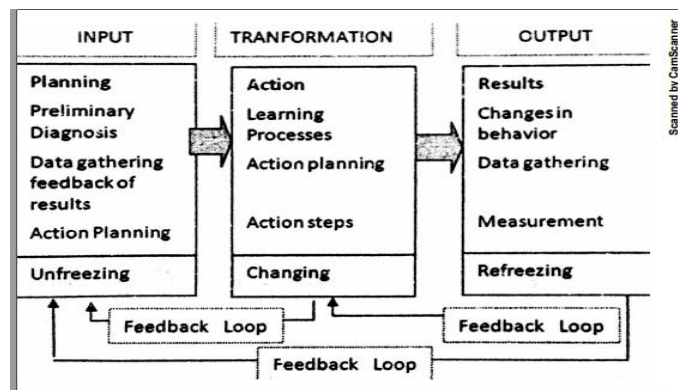 INPUT
TRANFORMATION
OUTPUT
Planning
Preliminary
Diagnosis
Data gathering
feedback of
results
Action Planning
Unfreezing
Action
Learning
Processes
Action planning
Action steps
Changing
Results
Changes in
behavior
Data gathering
Measurement
Refreezing
Feedback Loop
Feedback Loop
Feedback Loop
Scanned by CamScanner